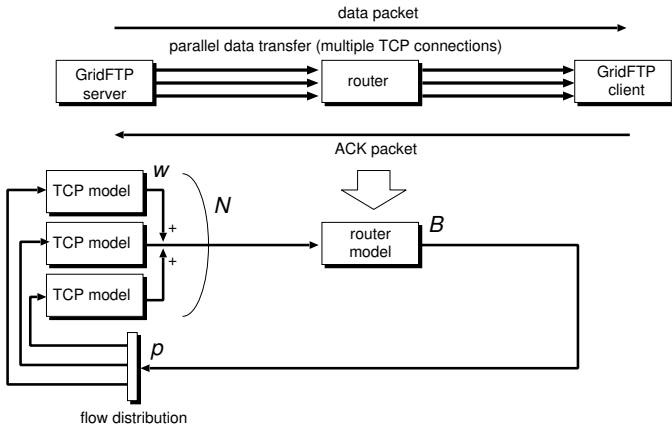 data packet
parallel data transfer (multiple TCP connections)
GridFTP
server
router
GridFTP
client
ACK packet
TCP model
w
N
+
TCP model
+
router
model
B
TCP model
p
flow distribution